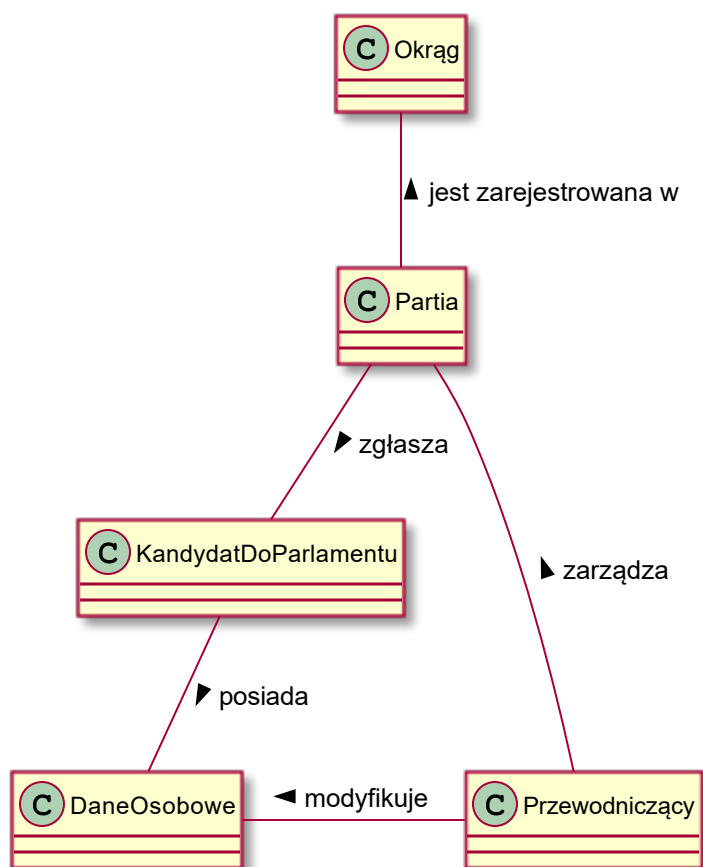 C Okrąg
jest zarejestrowana w
C Partia
zgłasza
C KandydatDoParlamentu
zarządza
posiada
C DaneOsobowe
modyfikuje
C Przewodniczący